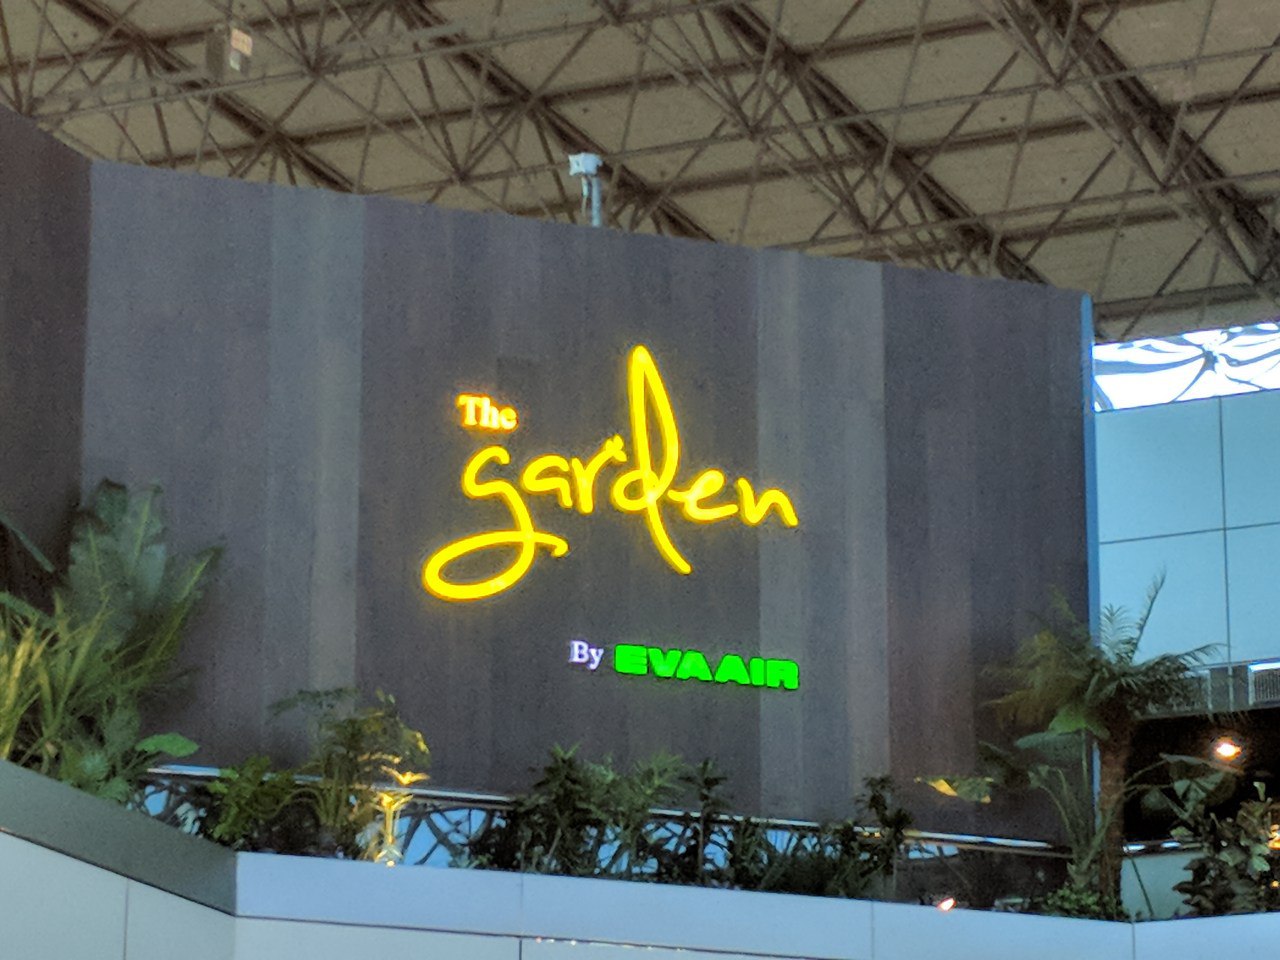 The
garden
By EVA AIR